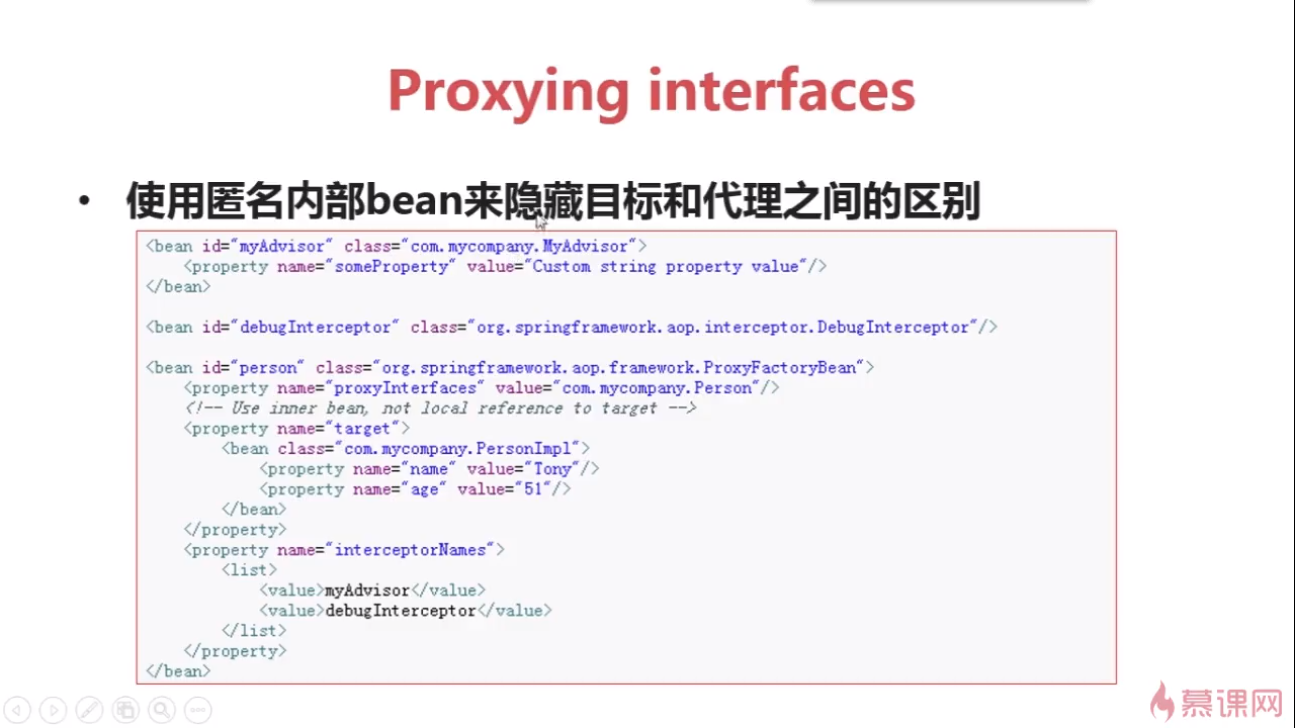 Proxying interfaces
• 使用匿名内部bean来隐藏目标和代理之间的区别
<bean id="myAdvisor" class="com.mycompany.MyAdvisor">
<property name="someProperty" value="Custom string property value"/>
</bean>
<bean id="debugInterceptor" class="org.springframework.aop.interceptor.DebugInterceptor"/>
<bean id="person" class="org.springframework.aop.framework.ProxyFactoryBean">
<property name="proxyInterfaces" value="com.mycompany.Person"/>
<!-- Use inner bean, not local reference to target -->
<property name="target">
<bean class="com.mycompany.PersonImpl">
<property name="name" value="Tony"/>
<property name="age" value="51"/>
</bean>
</property>
<property name="interceptorNames">
<list>
<value>myAdvisor</value>
<value>debugInterceptor</value>
</list>
</property>
</bean>
慕课网